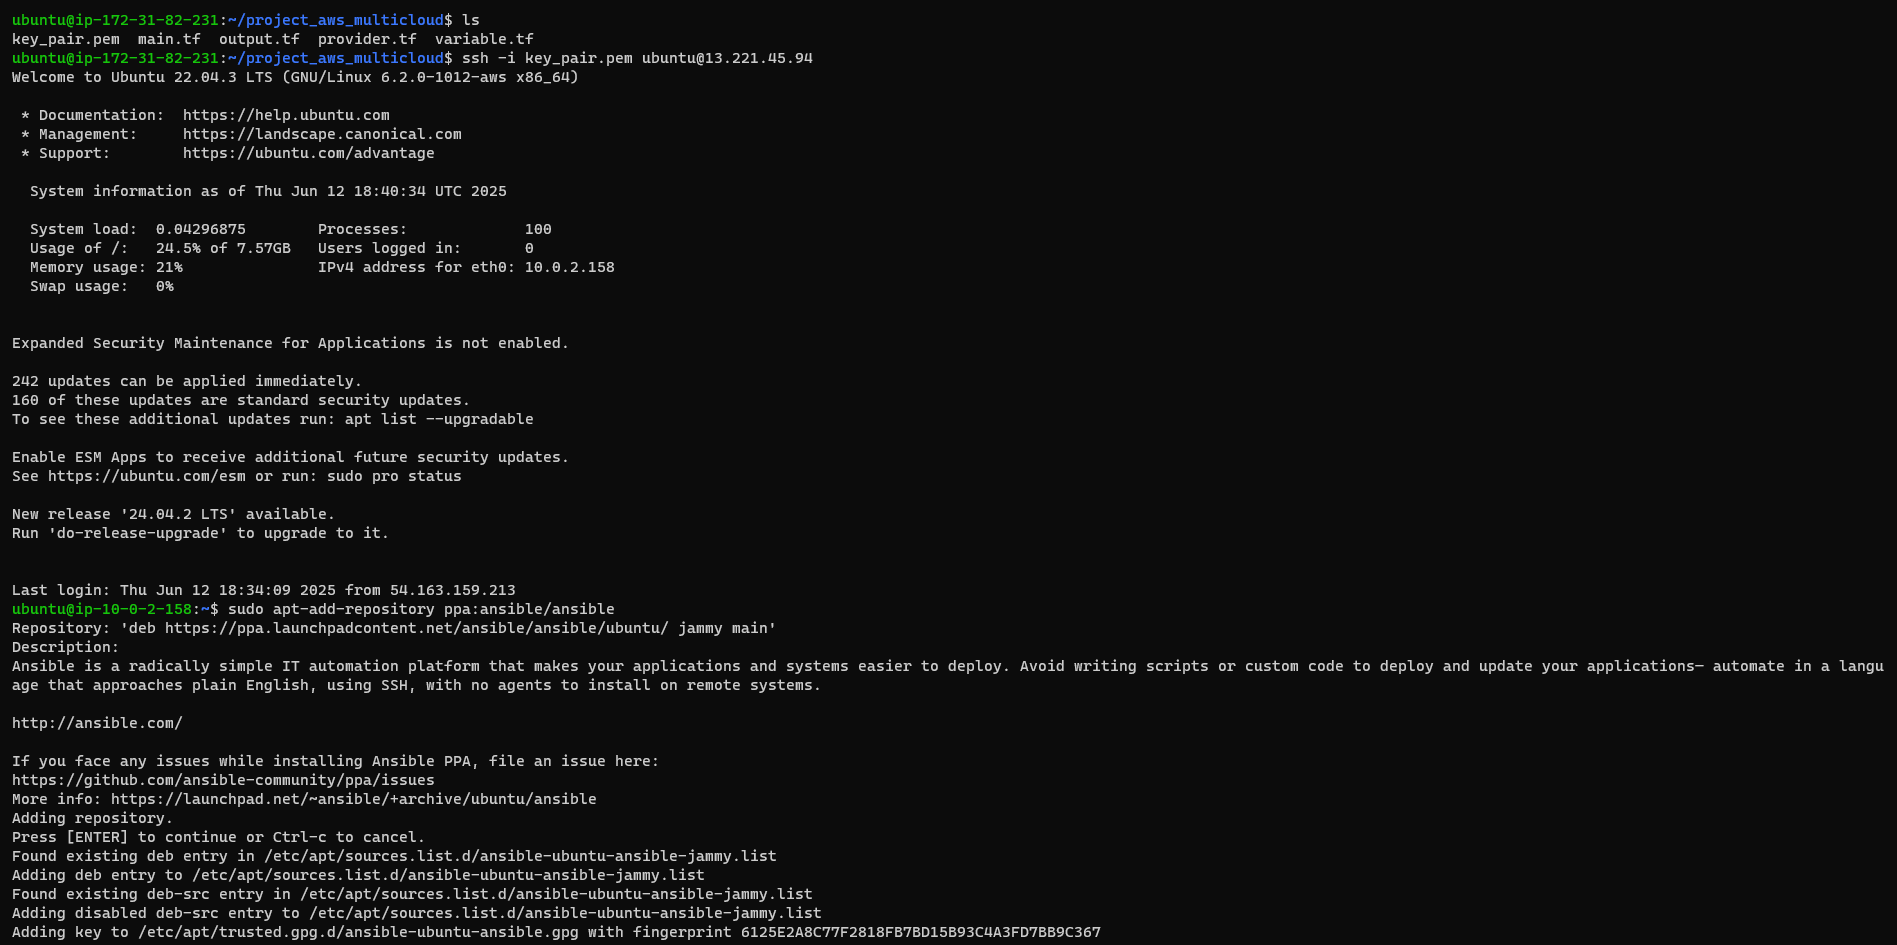 ubuntu@ip-172-31-82-231:~/project_aws_multicloud$ ls
key_pair.pem  main.tf  output.tf  provider.tf  variable.tf
ubuntu@ip-172-31-82-231:~/project_aws_multicloud$ ssh -i key_pair.pem ubuntu@13.221.45.94
Welcome to Ubuntu 22.04.3 LTS (GNU/Linux 6.2.0-1012-aws x86_64)

 * Documentation:  https://help.ubuntu.com
 * Management:     https://landscape.canonical.com
 * Support:        https://ubuntu.com/advantage

  System information as of Thu Jun 12 18:40:34 UTC 2025

  System load:  0.04296875        Processes:             100
  Usage of /:   24.5% of 7.57GB   Users logged in:       0
  Memory usage: 21%               IPv4 address for eth0: 10.0.2.158
  Swap usage:   0%


Expanded Security Maintenance for Applications is not enabled.

242 updates can be applied immediately.
160 of these updates are standard security updates.
To see these additional updates run: apt list --upgradable

Enable ESM Apps to receive additional future security updates.
See https://ubuntu.com/esm or run: sudo pro status

New release '24.04.2 LTS' available.
Run 'do-release-upgrade' to upgrade to it.


Last login: Thu Jun 12 18:34:09 2025 from 54.163.159.213
ubuntu@ip-10-0-2-158:~$ sudo apt-add-repository ppa:ansible/ansible
Repository: 'deb https://ppa.launchpadcontent.net/ansible/ansible/ubuntu/ jammy main'
Description:
Ansible is a radically simple IT automation platform that makes your applications and systems easier to deploy. Avoid writing scripts or custom code to deploy and update your applications— automate in a langu
age that approaches plain English, using SSH, with no agents to install on remote systems.

http://ansible.com/

If you face any issues while installing Ansible PPA, file an issue here:
https://github.com/ansible-community/ppa/issues
More info: https://launchpad.net/~ansible/+archive/ubuntu/ansible
Adding repository.
Press [ENTER] to continue or Ctrl-c to cancel.
Found existing deb entry in /etc/apt/sources.list.d/ansible-ubuntu-ansible-jammy.list
Adding deb entry to /etc/apt/sources.list.d/ansible-ubuntu-ansible-jammy.list
Found existing deb-src entry in /etc/apt/sources.list.d/ansible-ubuntu-ansible-jammy.list
Adding disabled deb-src entry to /etc/apt/sources.list.d/ansible-ubuntu-ansible-jammy.list
Adding key to /etc/apt/trusted.gpg.d/ansible-ubuntu-ansible.gpg with fingerprint 6125E2A8C77F2818FB7BD15B93C4A3FD7BB9C367